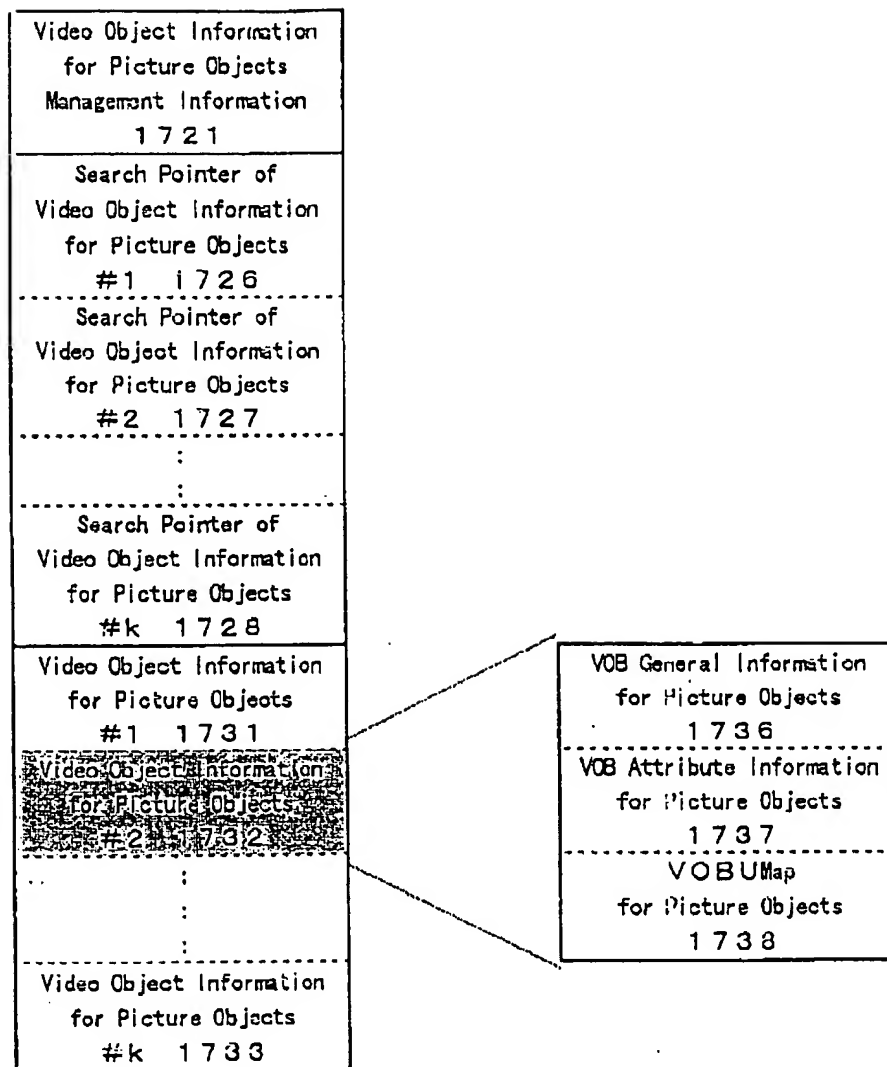 Video Object Information
for Picture Objects
Management Information
1721
Search Pointer of
Video Object Information
for Picture Objects
#1 1726
Search Pointer of
Video Object Information
for Picture Objects
#2 1727
:
:
Search Pointer of
Video Object Information
for Picture Objects
#k 1728
Video Object Information
for Picture Objects
#1 1731
Video Object Information
for Picture Objects
#2 1732
:
:
:
Video Object Information
for Picture Objects
#k 1733
VOB General Information
for Picture Objects
1736
VOB Attribute Information
for Picture Objects
1737
VOBUMap
for Picture Objects
1738